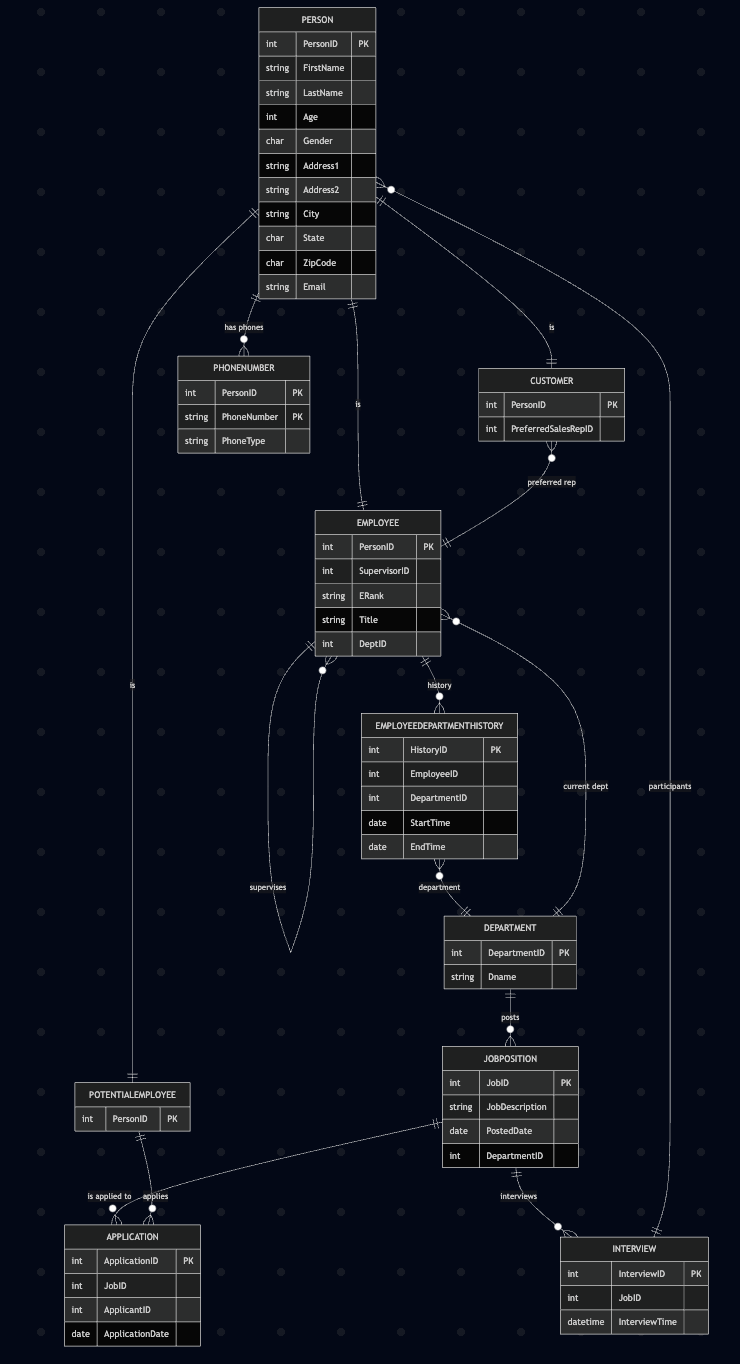 PERSON
int PersonID PK
string FirstName
string LastName
int Age
char Gender
string Address1
string Address2
string City
char State
char ZipCode
string Email
has phones
is
is
PHONENUMBER
int PersonID PK
string PhoneNumber PK
string PhoneType
CUSTOMER
int PersonID PK
int PreferredSalesRepID
preferred rep
EMPLOYEE
int PersonID PK
int SupervisorID
string ERank
string Title
int DeptID
is
history
EMPLOYEEDEPARTMENTHISTORY
int HistoryID PK
int EmployeeID
int DepartmentID
date StartTime
date EndTime
current dept
participants
supervises
department
DEPARTMENT
int DepartmentID PK
string Dname
posts
JOBPOSITION
int JobID PK
string JobDescription
date PostedDate
int DepartmentID
POTENTIALEMPLOYEE
int PersonID PK
is applied to
applies
interviews
APPLICATION
int ApplicationID PK
int JobID
int ApplicantID
date ApplicationDate
INTERVIEW
int InterviewID PK
int JobID
datetime InterviewTime